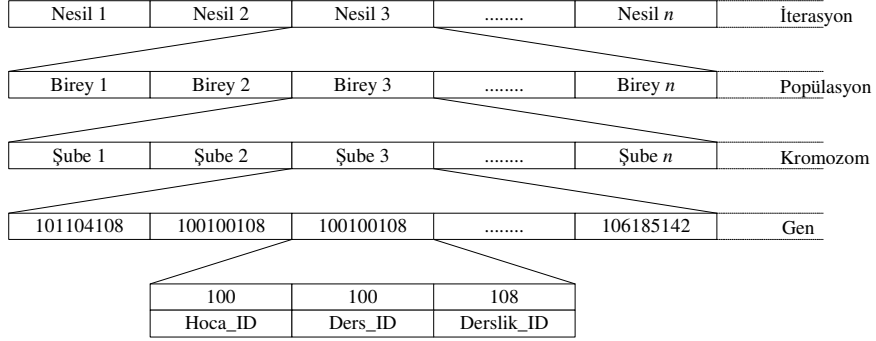 Nesil 1 Nesil 2 Nesil 3 ........ Nesil n İterasyon
Birey 1 Birey 2 Birey 3 ........ Birey n Popülasyon
Şube 1 Şube 2 Şube 3 ........ Şube n Kromozom
101104108 100100108 100100108 ........ 106185142 Gen
100 100 108
Hoca_ID Ders_ID Derslik_ID